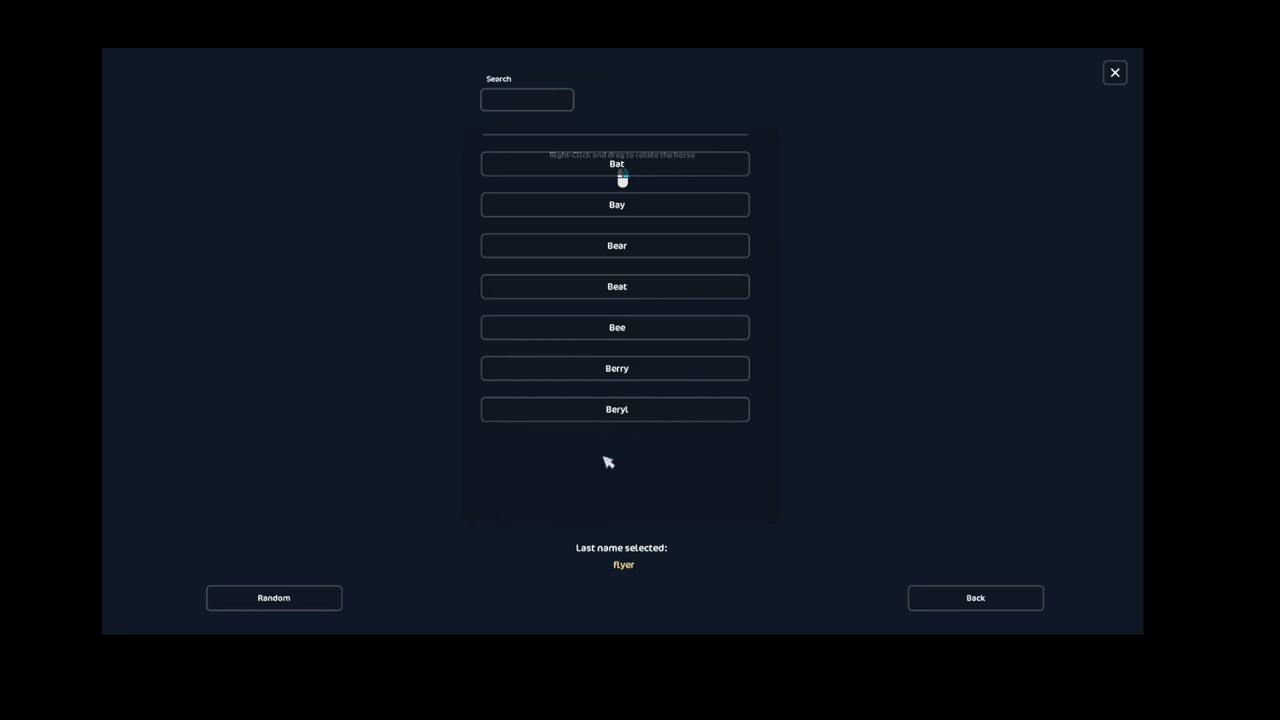 Search
Right-Click and drag to rotate the horse
Bat
Bay
Bear
Beat
Bee
Berry
Beryl
Last name selected:
flyer
Random
Back